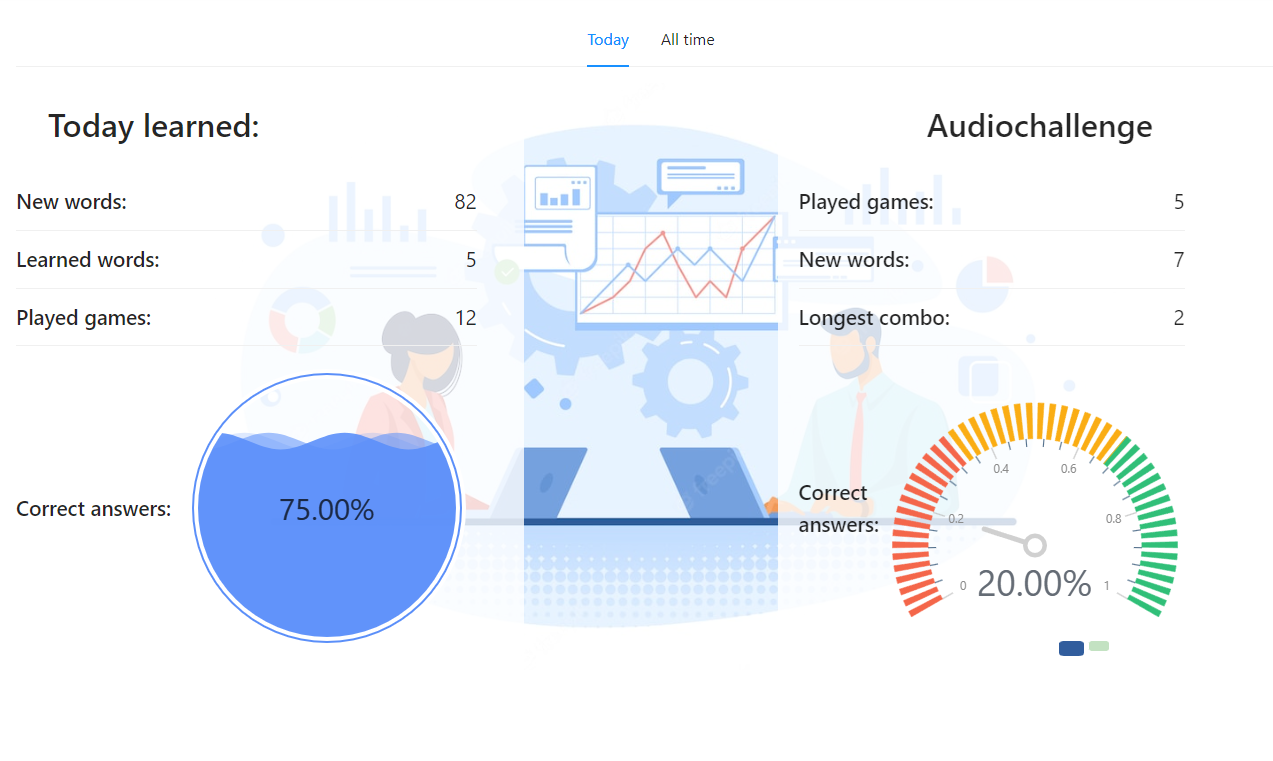 Today All time
Today learned:
New words: 82
Learned words: 5
Played games: 12
Correct answers: 75.00%
Audiochallenge
Played games: 5
New words: 7
Longest combo: 2
Correct
answers:
0.4 0.6
0.2 0.8
0 20.00% 1